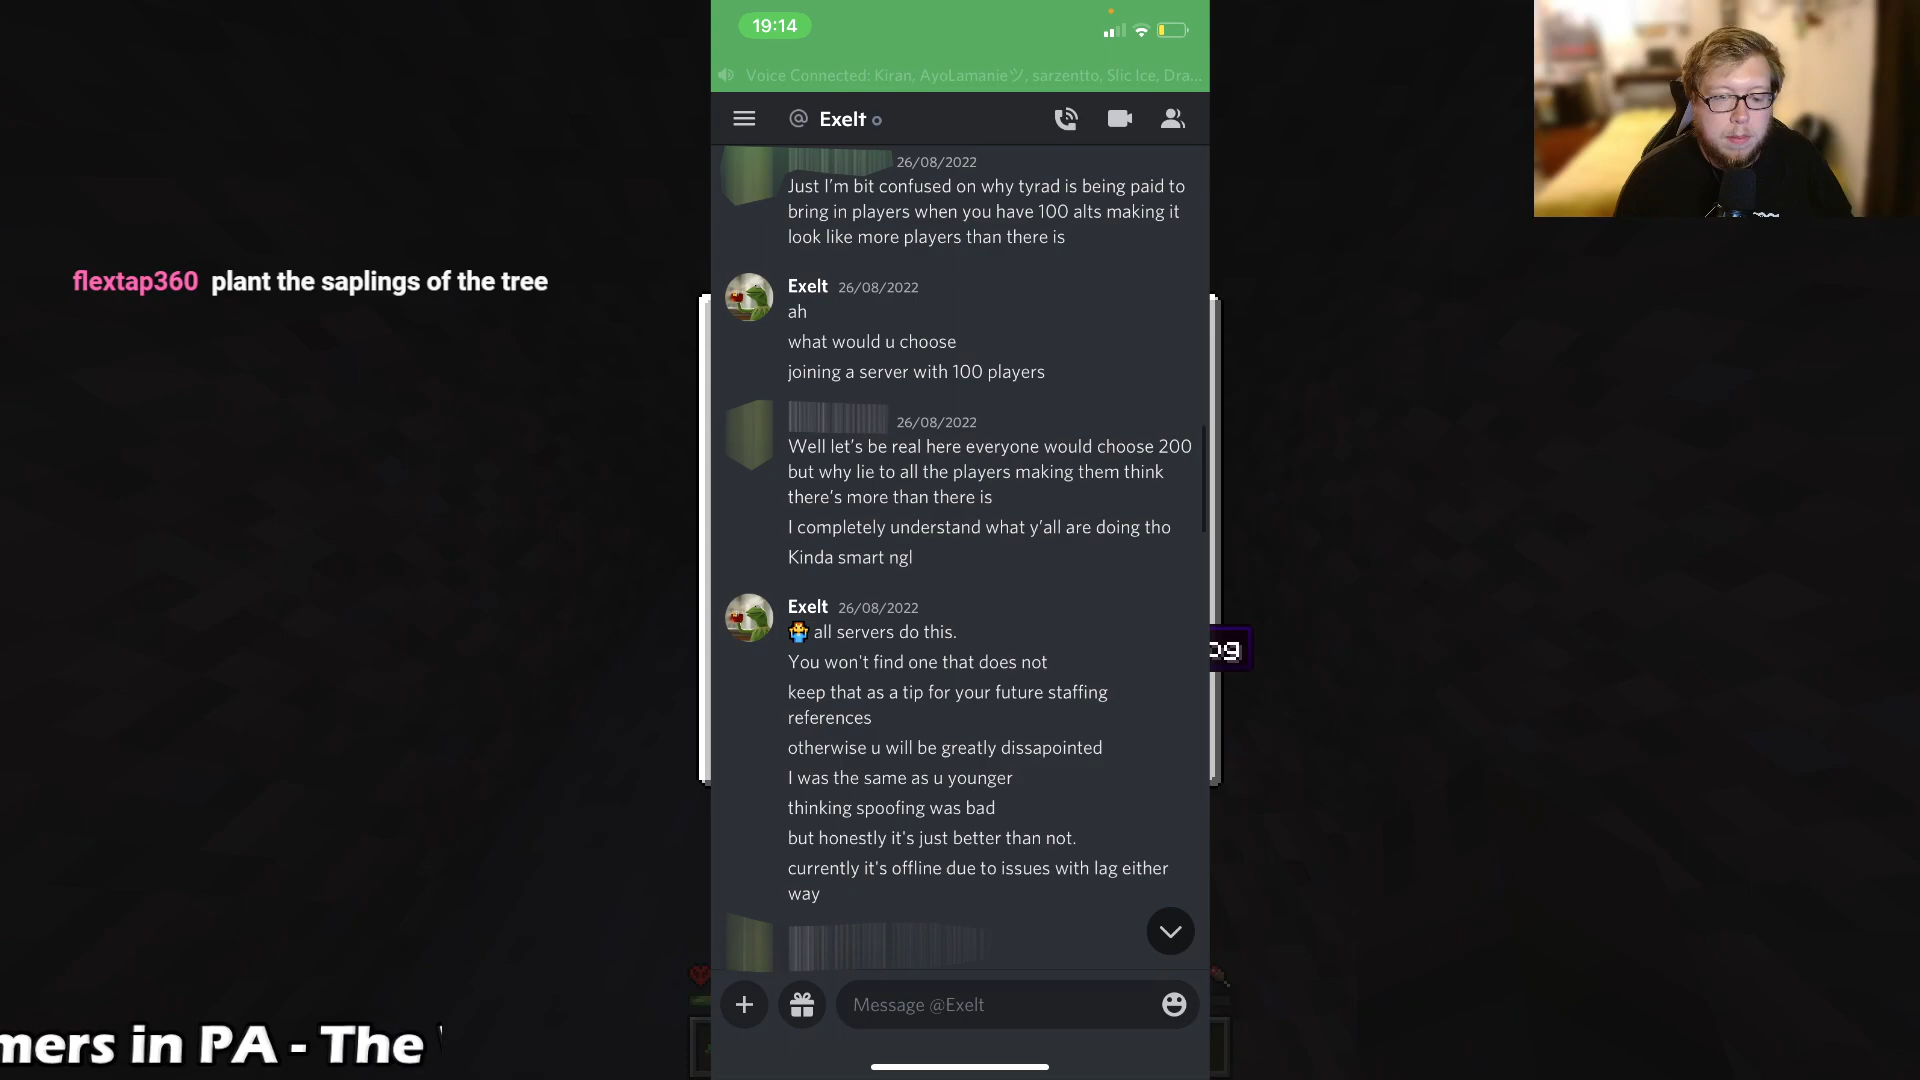 19:14
Voice Connected: Kiran, AyoLamanieツ, sarzentto, Slic Ice, Dra...
@ Exelt
26/08/2022
Just I'm bit confused on why tyrad is being paid to
bring in players when you have 100 alts making it
look like more players than there is
flextap360 plant the saplings of the tree
Exelt 26/08/2022
ah
what would u choose
joining a server with 100 players
26/08/2022
Well let's be real here everyone would choose 200
but why lie to all the players making them think
there's more than there is
I completely understand what y'all are doing tho
Kinda smart ngl
Exelt 26/08/2022
🤷 all servers do this.
You won't find one that does not
og
keep that as a tip for your future staffing
references
otherwise u will be greatly dissapointed
I was the same as u younger
thinking spoofing was bad
but honestly it's just better than not.
currently it's offline due to issues with lag either
way
Message @Exelt
mers in PA - The